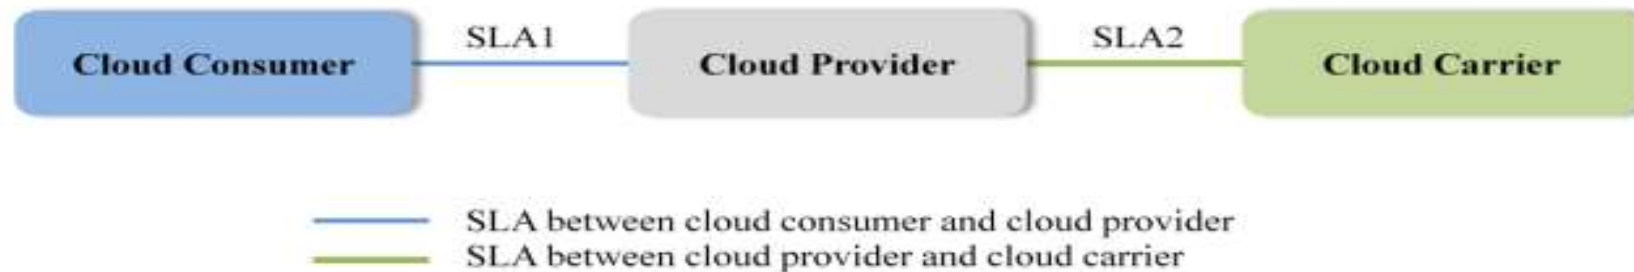 SLA1 SLA2
Cloud Consumer Cloud Provider Cloud Carrier
SLA between cloud consumer and cloud provider
SLA between cloud provider and cloud carrier